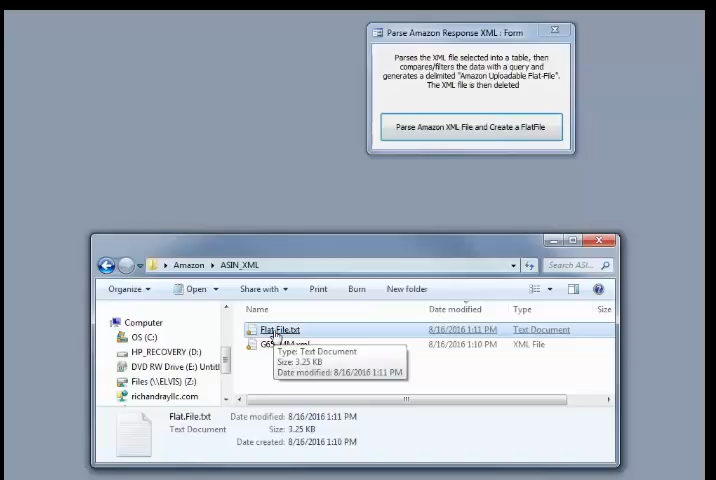 Parse Amazon Response XML : Form
Parses the XML file selected into a table, then
compares/filters the data with a query and
generates a delimited "Amazon Uploadable Flat-File".
The XML file is then deleted
Parse Amazon XML File and Create a FlatFile
Amazon ▸ ASIN_XML
Search ASI...
Organize
Open
Share with
Print
Burn
New folder
Name
Date modified
Type
Size
Computer
OS (C:)
HP_RECOVERY (D:)
DVD RW Drive (E:) Untitl
Files (\\ELVIS) (Z:)
richandrayllc.com
Flat.File.txt
8/16/2016 1:11 PM
Text Document
8/16/2016 1:10 PM
XML File
Type: Text Document
Size: 3.25 KB
Date modified: 8/16/2016 1:11 PM
Flat.File.txt
Date modified: 8/16/2016 1:11 PM
Text Document
Size: 3.25 KB
Date created: 8/16/2016 1:10 PM